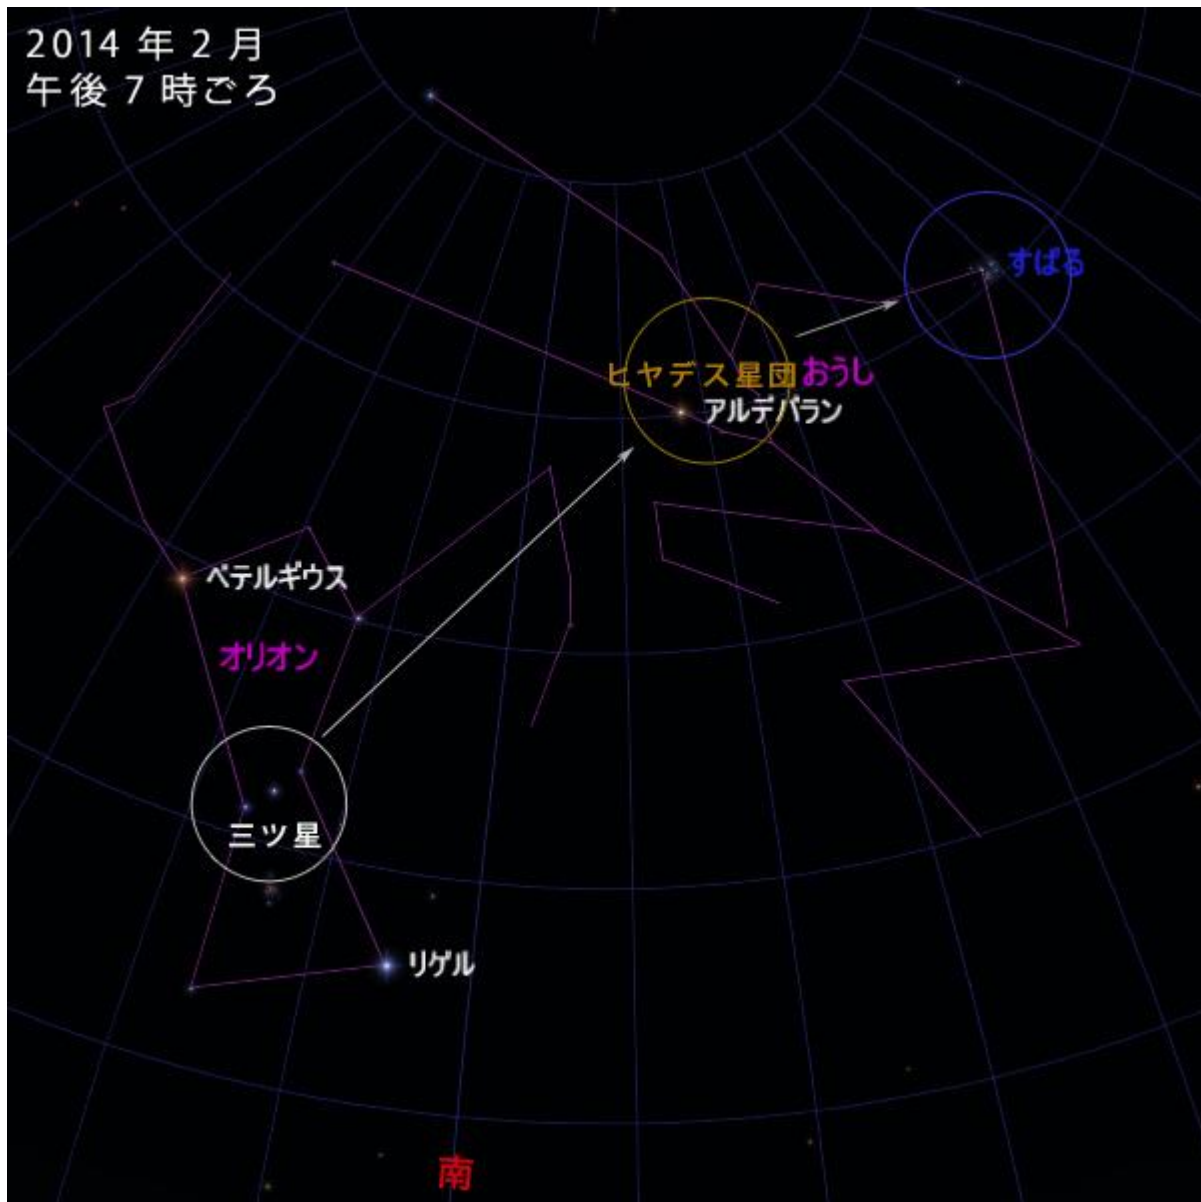 2014 年 2 月
午後 7 時ごろ
すばる
ヒヤデス星団 おうし
アルデバラン
ベテルギウス
オリオン
三ツ星
リゲル
南